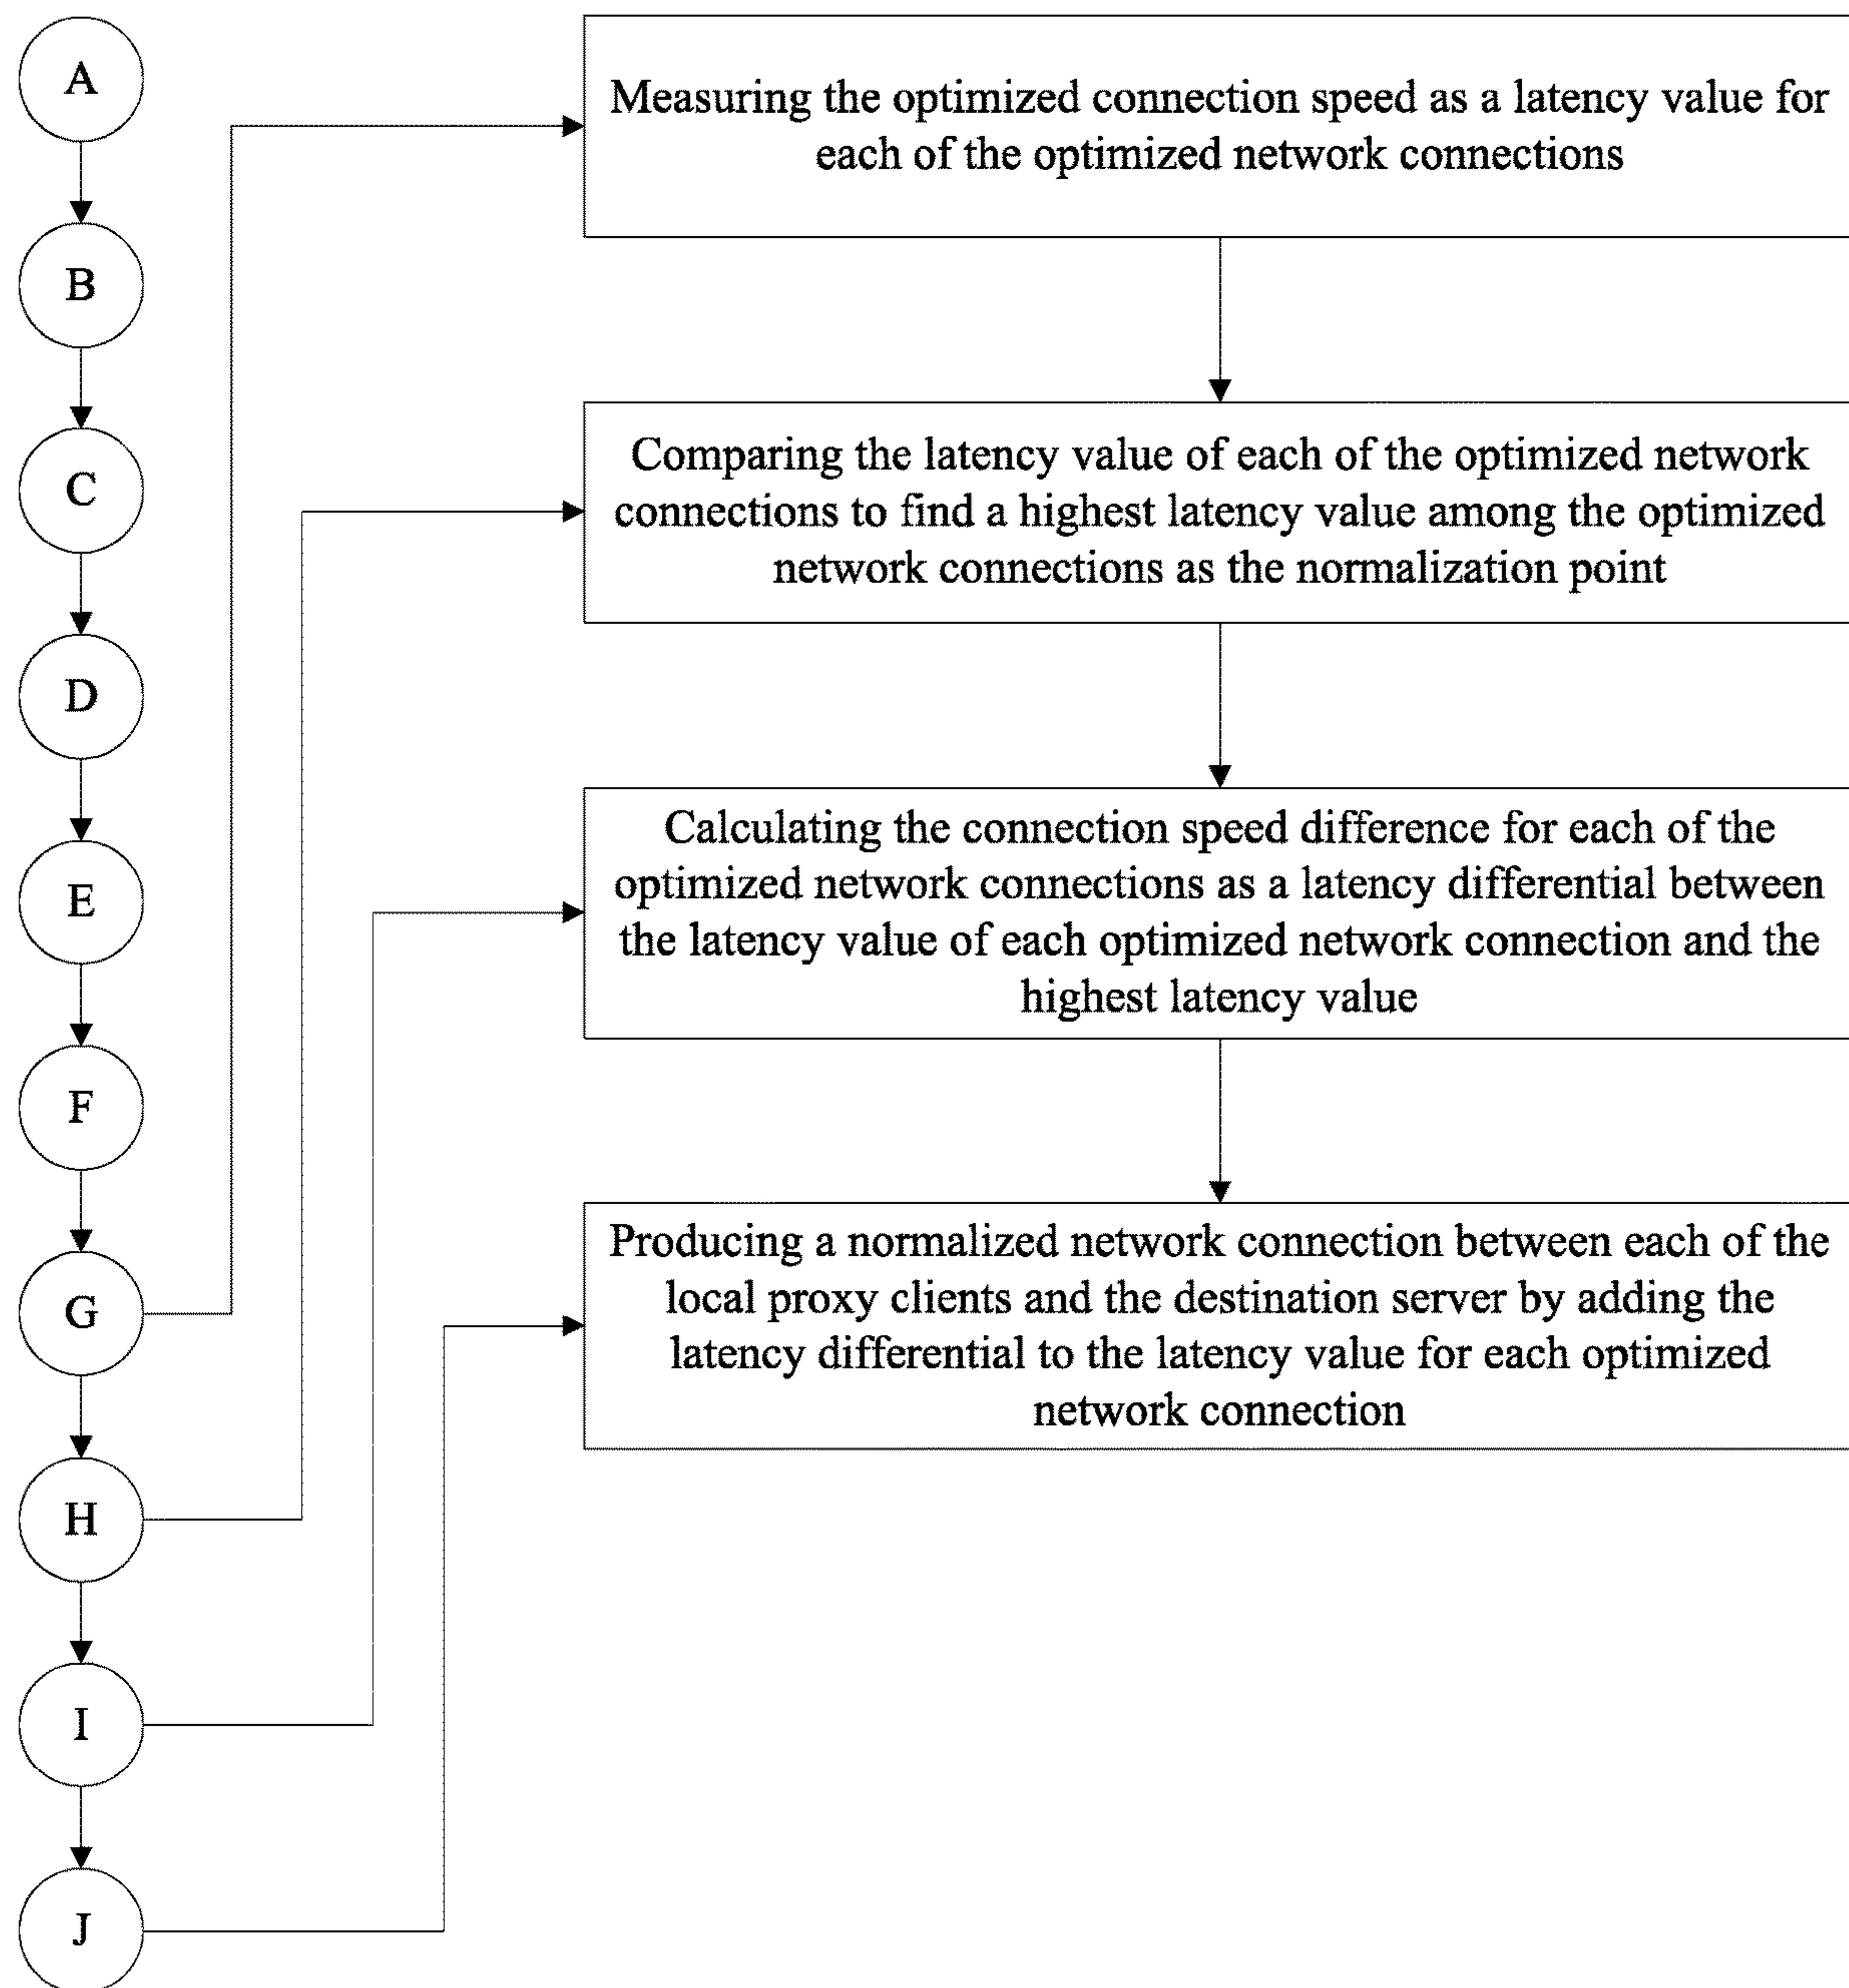 A
B
C
D
E
F
G
H
I
J
Measuring the optimized connection speed as a latency value for
each of the optimized network connections
Comparing the latency value of each of the optimized network
connections to find a highest latency value among the optimized
network connections as the normalization point
Calculating the connection speed difference for each of the
optimized network connections as a latency differential between
the latency value of each optimized network connection and the
highest latency value
Producing a normalized network connection between each of the
local proxy clients and the destination server by adding the
latency differential to the latency value for each optimized
network connection